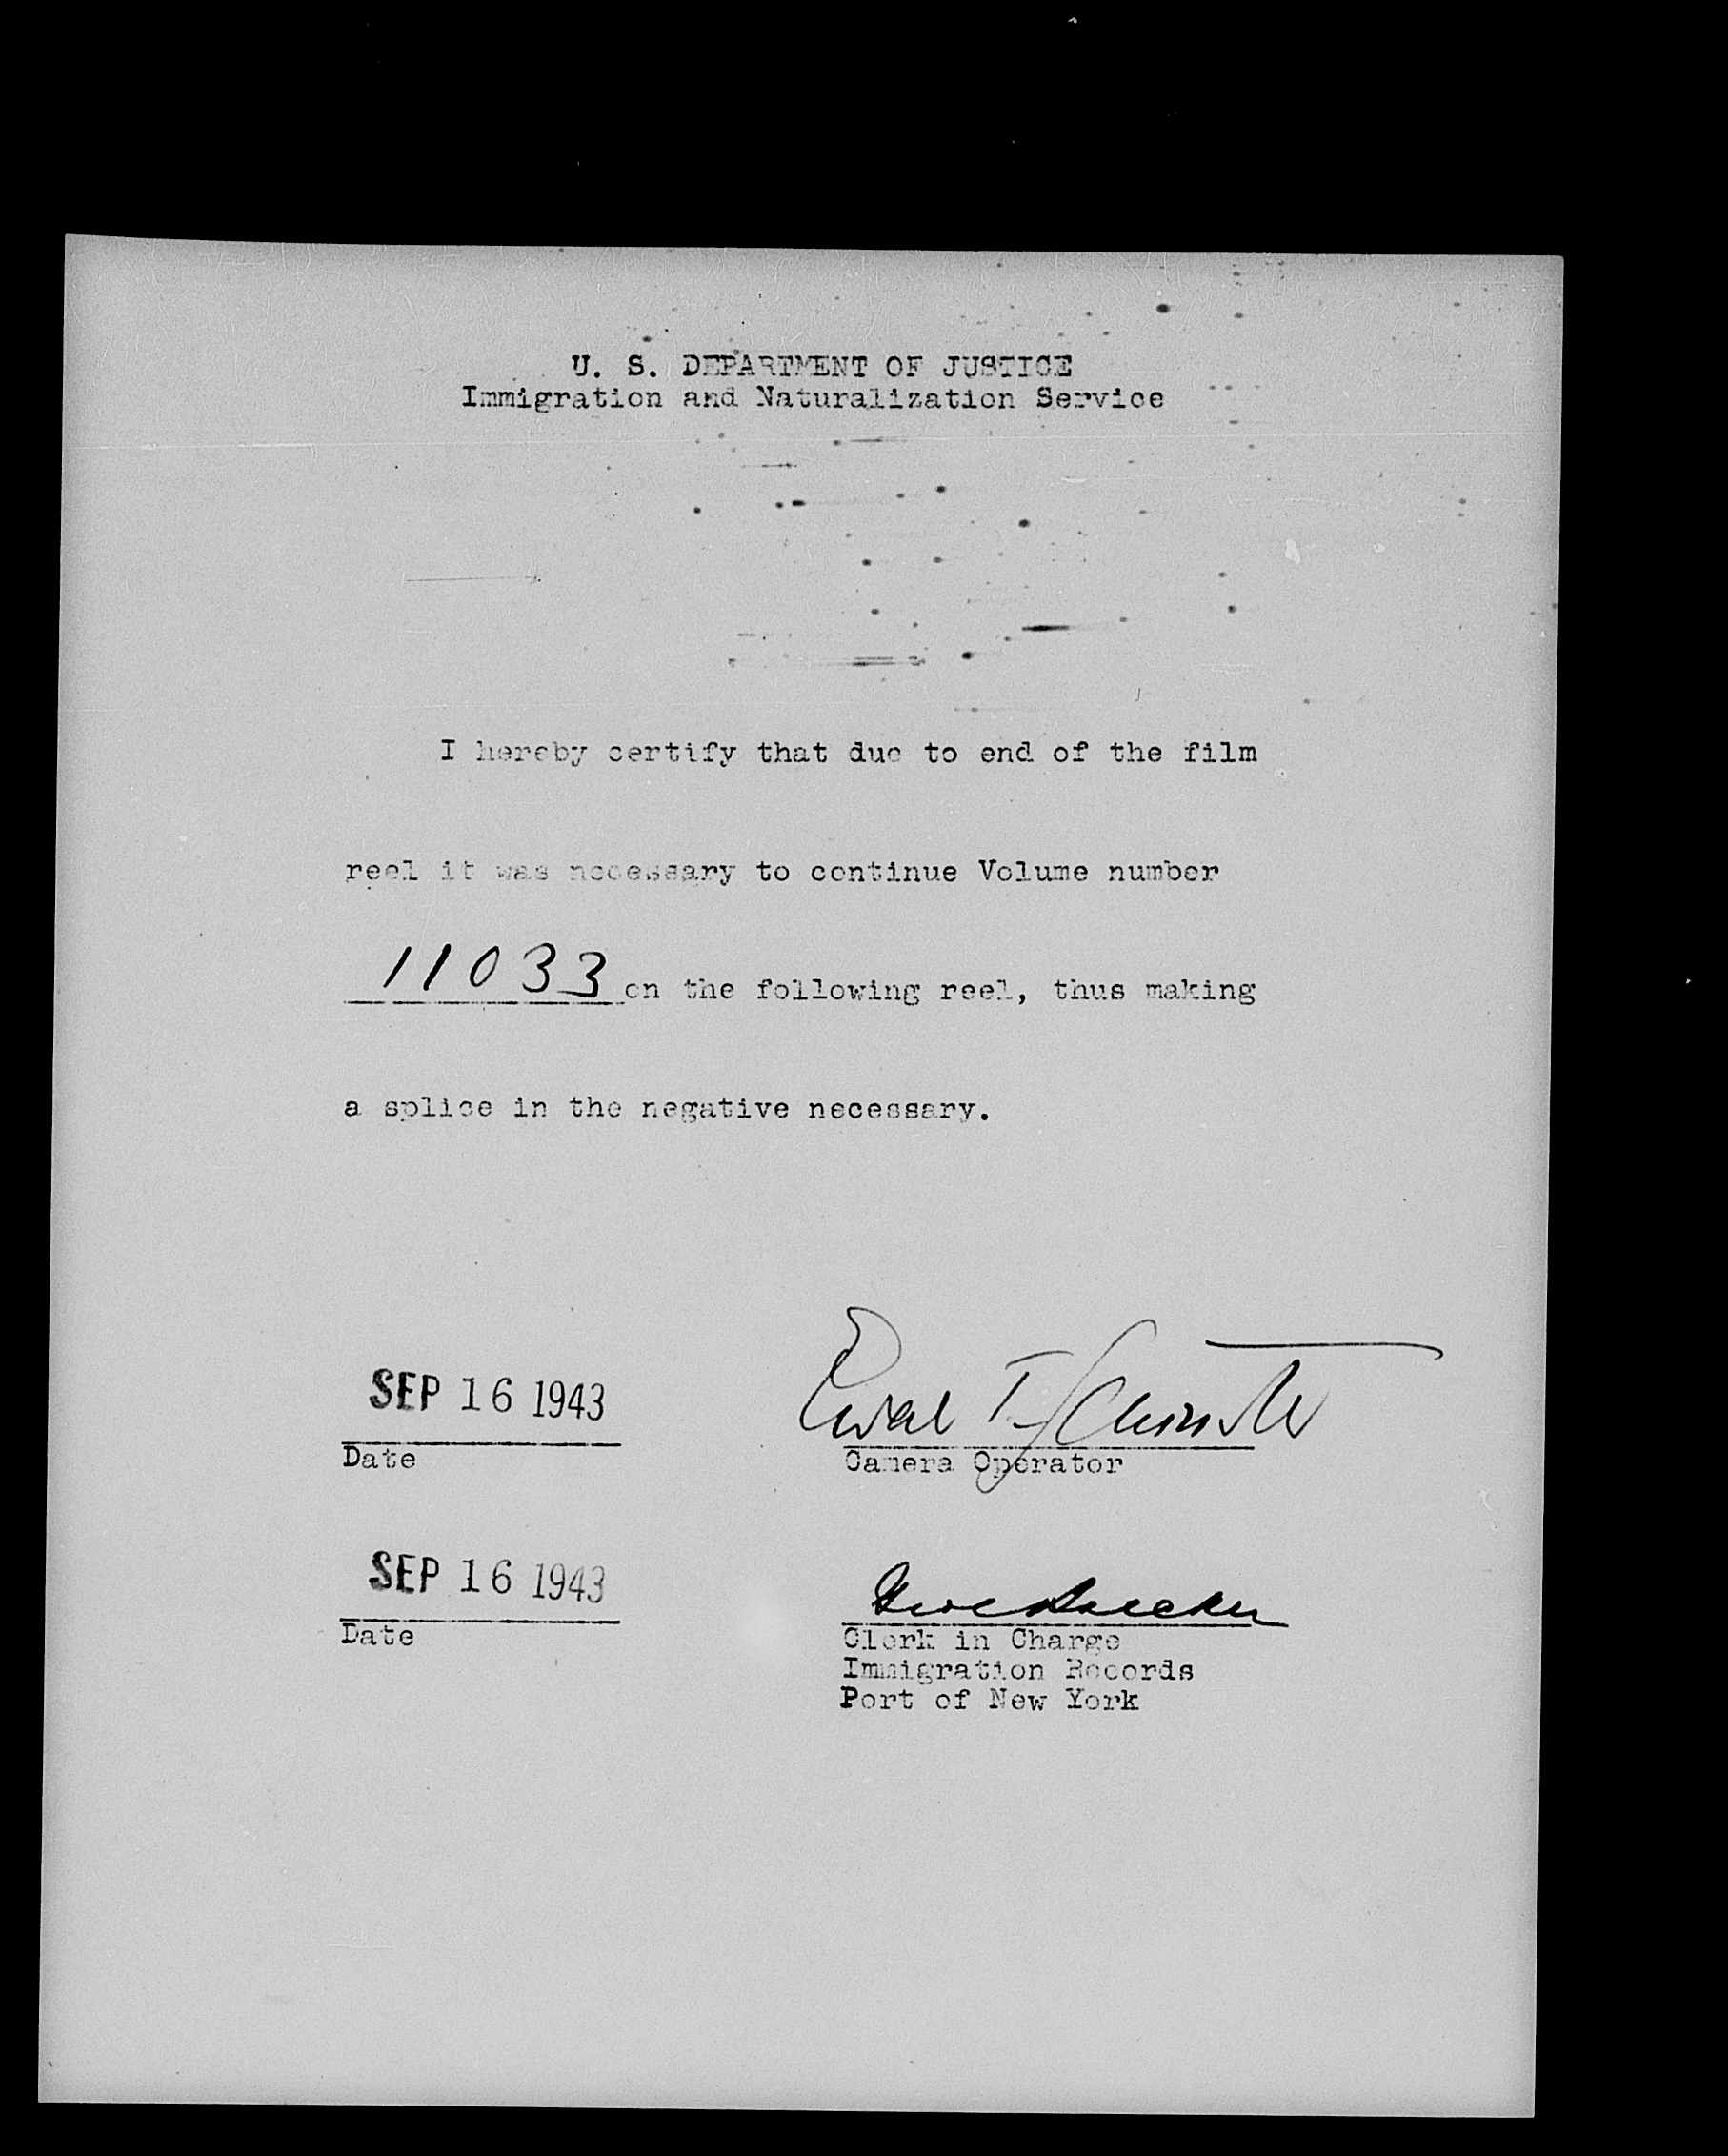 U. S. DEPARTMENT OF JUSTICE
Immigration and Naturalization Service
I hereby certify that due to end of the film
reel it was necessary to continue Volume number
11033 on the following reel, thus making
a splice in the negative necessary.
SEP 16 1943
Date
Camera Operator
SEP 16 1943
Date
Clerk in Charge
Immigration Records
Port of New York